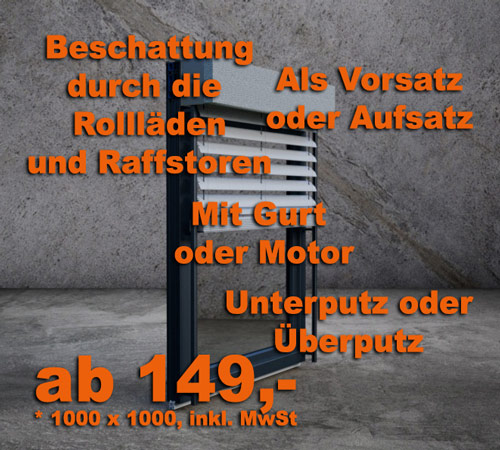 Beschattung
durch die
Rollläden
und Raffstoren
Als Vorsatz
oder Aufsatz
Mit Gurt
oder Motor
Unterputz oder
Überputz
ab 149,-
* 1000 x 1000, inkl. MwSt